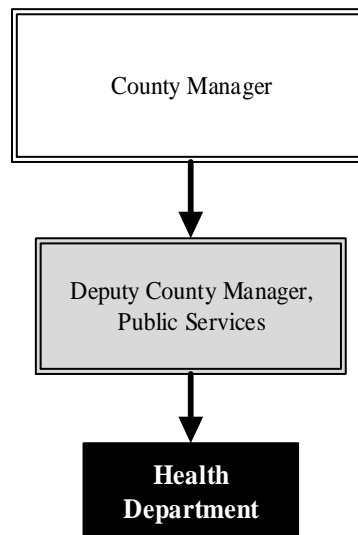 County Manager
Deputy County Manager,
Public Services
Health
Department